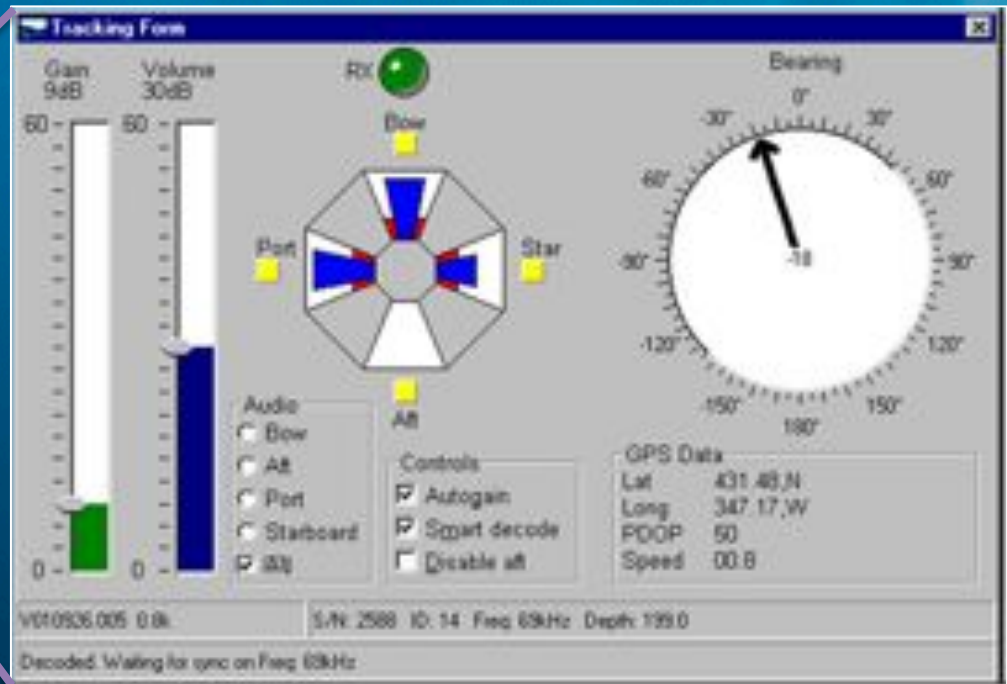 Tracking Form
Gain
9dB
Volume
30dB
60
60
0
0
RX
Bow
Port
Star
Aft
Bearing
0°
-30°
30°
-60°
60°
-90°
90°
-120°
120°
-150°
150°
180°
-18
Audio
Bow
Aft
Port
Starboard
All
Controls
Autogain
Smart decode
Disable aft
GPS Data
Lat 431.48,N
Long 347.17,W
PDOP 50
Speed 00.8
V010926.005 0.8k
S/N: 2588 ID: 14 Freq: 69kHz Depth: 199.0
Decoded. Waiting for sync on Freq: 69kHz